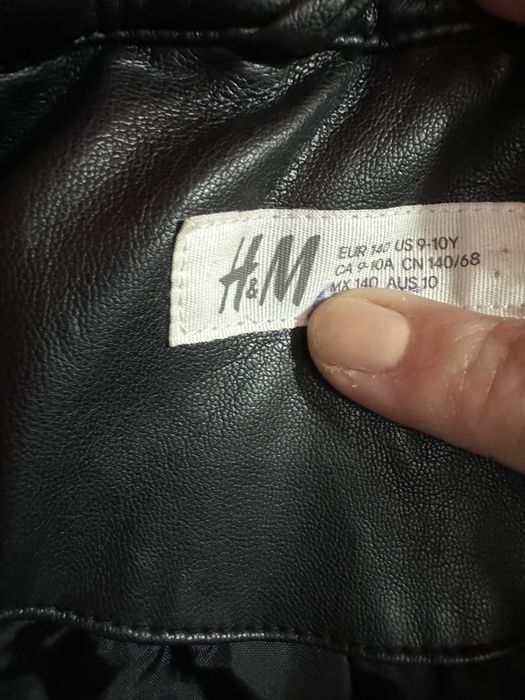 H&M
EUR 140 US 9-10Y
CA 9-10A CN 140/68
MX 140 AUS 10